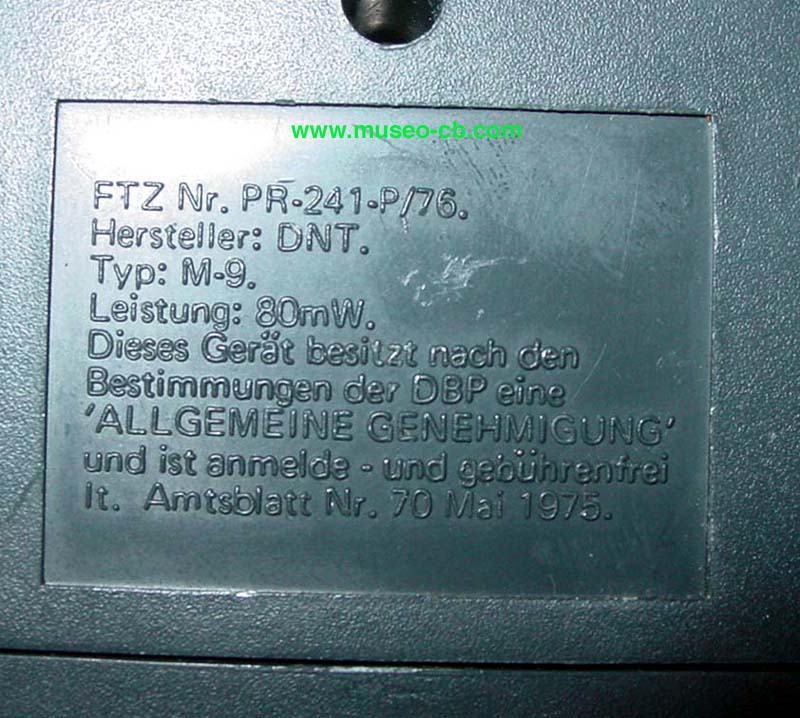 www.museo-cb.com
FTZ Nr. PR-241-P/76.
Hersteller: DNT.
Typ: M-9.
Leistung: 80mW.
Dieses Gerät besitzt nach den
Bestimmungen der DBP eine
'ALLGEMEINE GENEHMIGUNG'
und ist anmelde - und gebührenfrei
lt. Amtsblatt Nr. 70 Mai 1975.